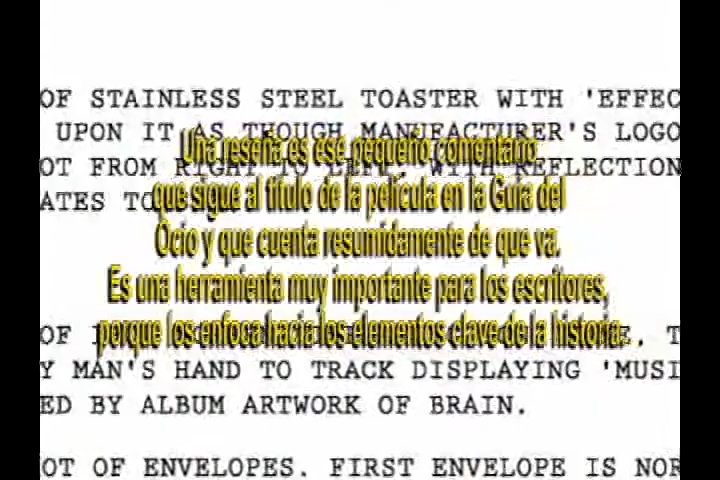 OF STAINLESS STEEL TOASTER WITH 'EFFEC
UPON IT AS THOUGH MANUFACTURER'S LOGO
OT FROM RIGHT TO LEFT, WITH REFLECTION
ATES TO
Una reseña es ese pequeño comentario
que sigue al título de la película en la Guía del
Ocio y que cuenta resumidamente de que va.
Es una herramienta muy importante para los escritores,
porque los enfoca hacia los elementos clave de la historia.
OF
Y MAN'S HAND TO TRACK DISPLAYING 'MUSI
ED BY ALBUM ARTWORK OF BRAIN.
OT OF ENVELOPES. FIRST ENVELOPE IS NOR